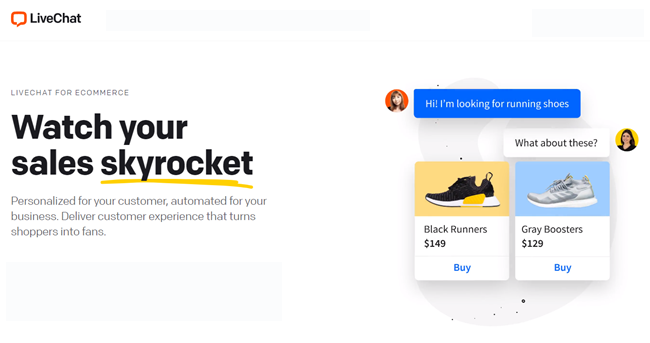 LiveChat
LIVECHAT FOR ECOMMERCE
Watch your
sales skyrocket
Personalized for your customer, automated for your
business. Deliver customer experience that turns
shoppers into fans.
Hi! I'm looking for running shoes
What about these?
Black Runners
$149
Buy
Gray Boosters
$129
Buy